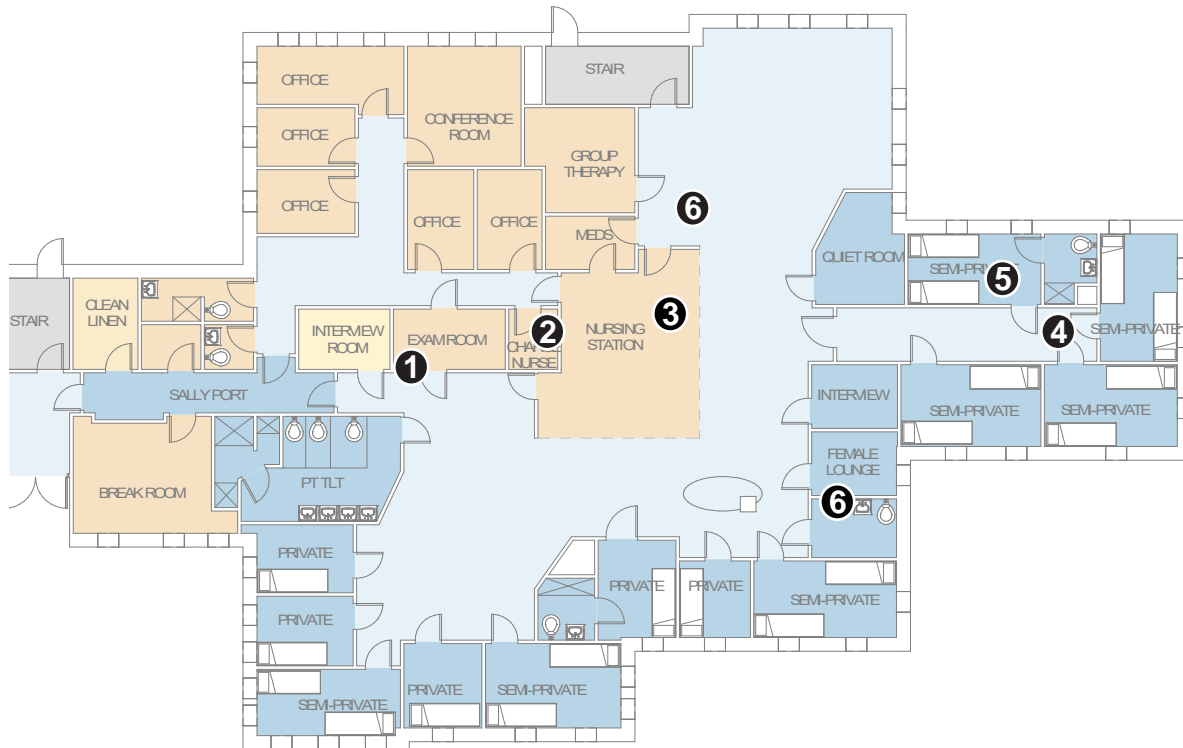 STAIR
OFFICE
CONFERENCE
ROOM
OFFICE
GROUP
THERAPY
OFFICE
OFFICE
OFFICE
6
MEDS
QUIET ROOM
SEMI-PRIVATE
5
STAIR
CLEAN
LINEN
INTERVIEW
ROOM
EXAM ROOM
2
CHARGE
NURSE
3
NURSING
STATION
4
SEMI-PRIVATE
1
SALLY PORT
INTERVIEW
SEMI-PRIVATE
SEMI-PRIVATE
FEMALE
LOUNGE
BREAK ROOM
PT TLT
6
PRIVATE
PRIVATE
PRIVATE
SEMI-PRIVATE
PRIVATE
SEMI-PRIVATE
PRIVATE
SEMI-PRIVATE